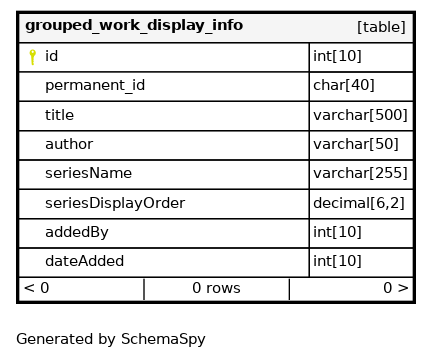 grouped_work_display_info [table]
id int[10]
permanent_id char[40]
title varchar[500]
author varchar[50]
seriesName varchar[255]
seriesDisplayOrder decimal[6,2]
addedBy int[10]
dateAdded int[10]
< 0 0 rows 0 >
Generated by SchemaSpy